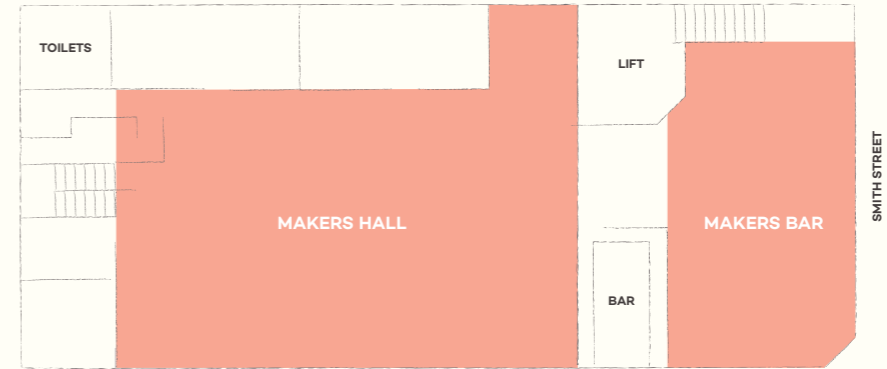 TOILETS
LIFT
SMITH STREET
MAKERS HALL
MAKERS BAR
BAR